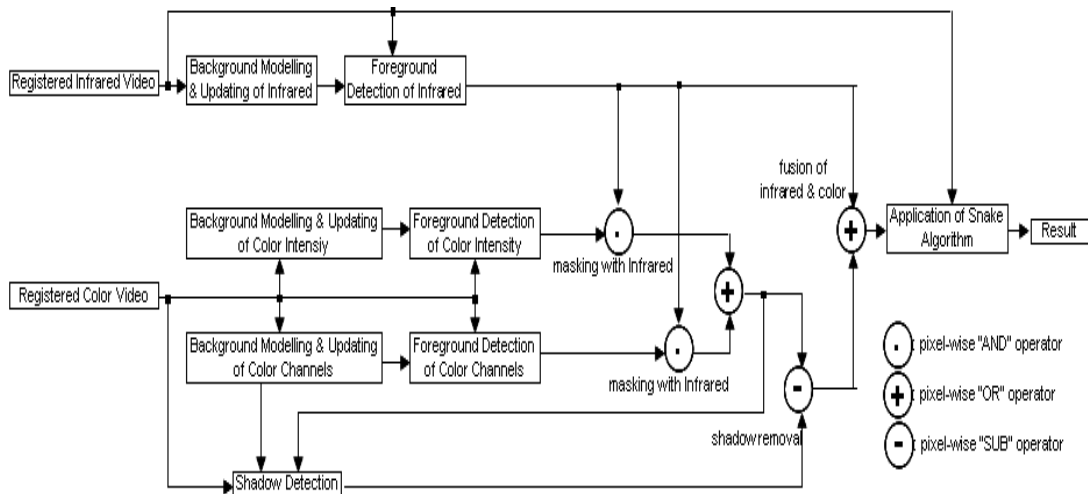 Registered Infrared Video
Background Modelling
& Updating of Infrared
Foreground
Detection of Infrared
fusion of
infrared & color
Background Modelling & Updating
of Color Intensiy
Foreground Detection
of Color Intensity
.
masking with Infrared
+
Application of Snake
Algorithm
Result
Registered Color Video
+
Background Modelling & Updating
of Color Channels
Foreground Detection
of Color Channels
.
masking with Infrared
-
shadow removal
Shadow Detection
. : pixel-wise "AND" operator
+ : pixel-wise "OR" operator
- : pixel-wise "SUB" operator